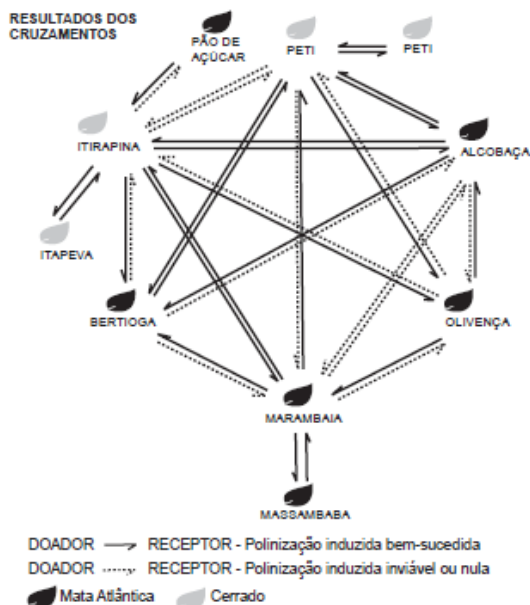 RESULTADOS DOS
CRUZAMENTOS
PÃO DE
AÇÚCAR
PETI
PETI
ITIRAPINA
ALCOBAÇA
ITAPEVA
BERTIOGA
OLIVENÇA
MARAMBAIA
MASSAMBABA
DOADOR RECEPTOR - Polinização induzida bem-sucedida
DOADOR RECEPTOR - Polinização induzida inviável ou nula
Mata Atlântica Cerrado